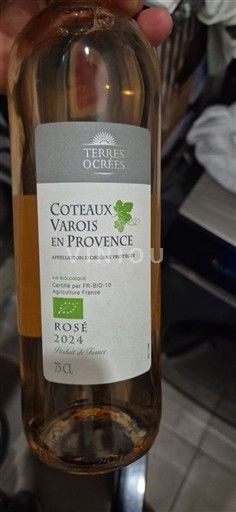 TERRES
OCRÉES
COTEAUX
VAROIS
EN PROVENCE
APPELLATION D'ORIGINE PROTÉGÉE
VIN BIOLOGIQUE
Certifié par FR-BIO-10
Agriculture France
ROSÉ
2024
Produit de France
75 CL
VINYOU